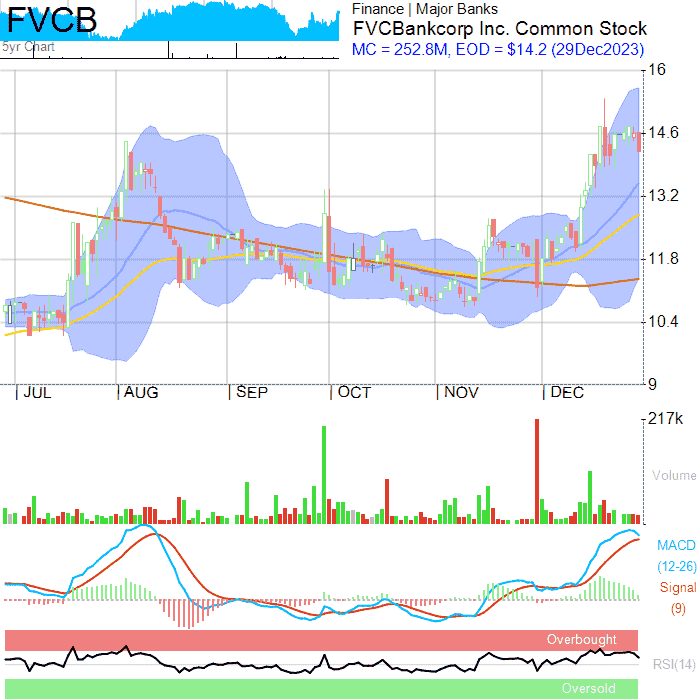 FVCB
5yr Chart
Finance | Major Banks
FVCBankcorp Inc. Common Stock
MC = 252.8M, EOD = $14.2 (29Dec2023)
16
14.6
13.2
11.8
10.4
9
JUL AUG SEP OCT NOV DEC
217k
Volume
MACD
(12-26)
Signal
(9)
Overbought
RSI(14)
Oversold